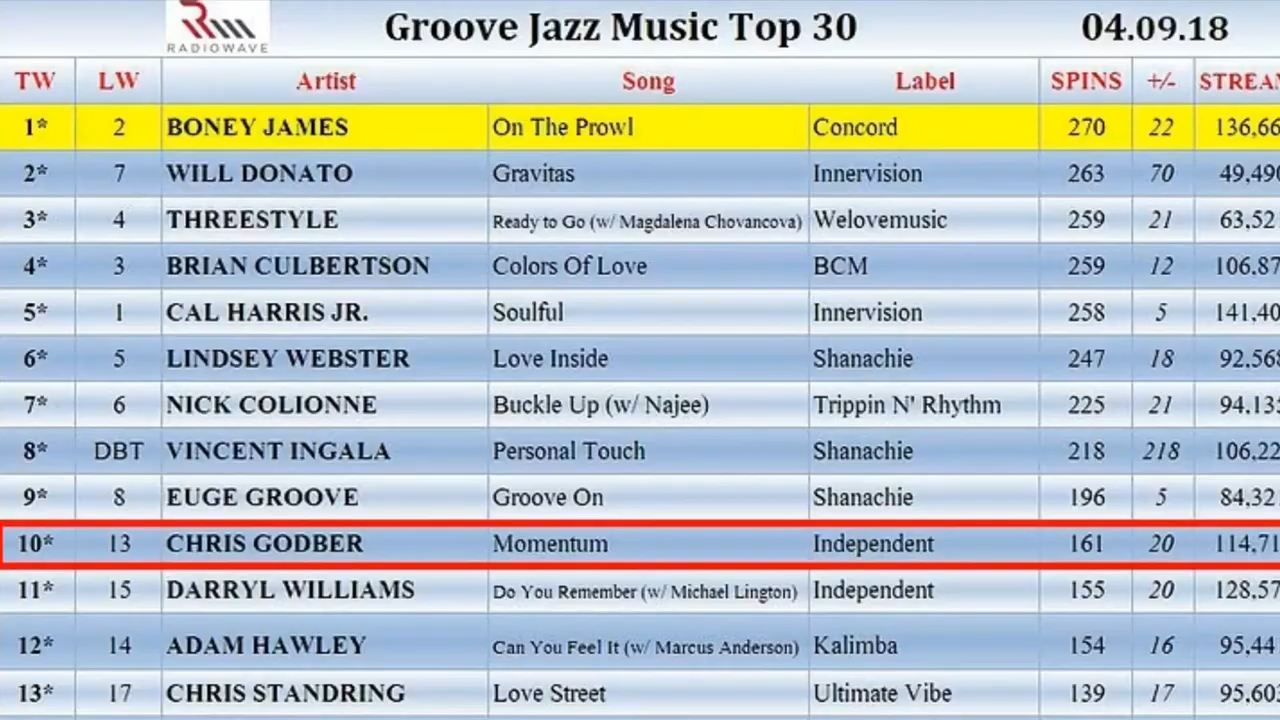 RADIOWAVE Groove Jazz Music Top 30 04.09.18
TW LW Artist Song Label SPINS +/-
1* 2 BONEY JAMES On The Prowl Concord 270 22
2* 7 WILL DONATO Gravitas Innervision 263 70
3* 4 THREESTYLE Ready to Go (w/ Magdalena Chovancova) Welovemusic 259 21
4* 3 BRIAN CULBERTSON Colors Of Love BCM 259 12
5* 1 CAL HARRIS JR. Soulful Innervision 258 5
6* 5 LINDSEY WEBSTER Love Inside Shanachie 247 18
7* 6 NICK COLIONNE Buckle Up (w/ Najee) Trippin N' Rhythm 225 21
8* DBT VINCENT INGALA Personal Touch Shanachie 218 218
9* 8 EUGE GROOVE Groove On Shanachie 196 5
10* 13 CHRIS GODBER Momentum Independent 161 20
11* 15 DARRYL WILLIAMS Do You Remember (w/ Michael Lington) Independent 155 20
12* 14 ADAM HAWLEY Can You Feel It (w/ Marcus Anderson) Kalimba 154 16
13* 17 CHRIS STANDRING Love Street Ultimate Vibe 139 17